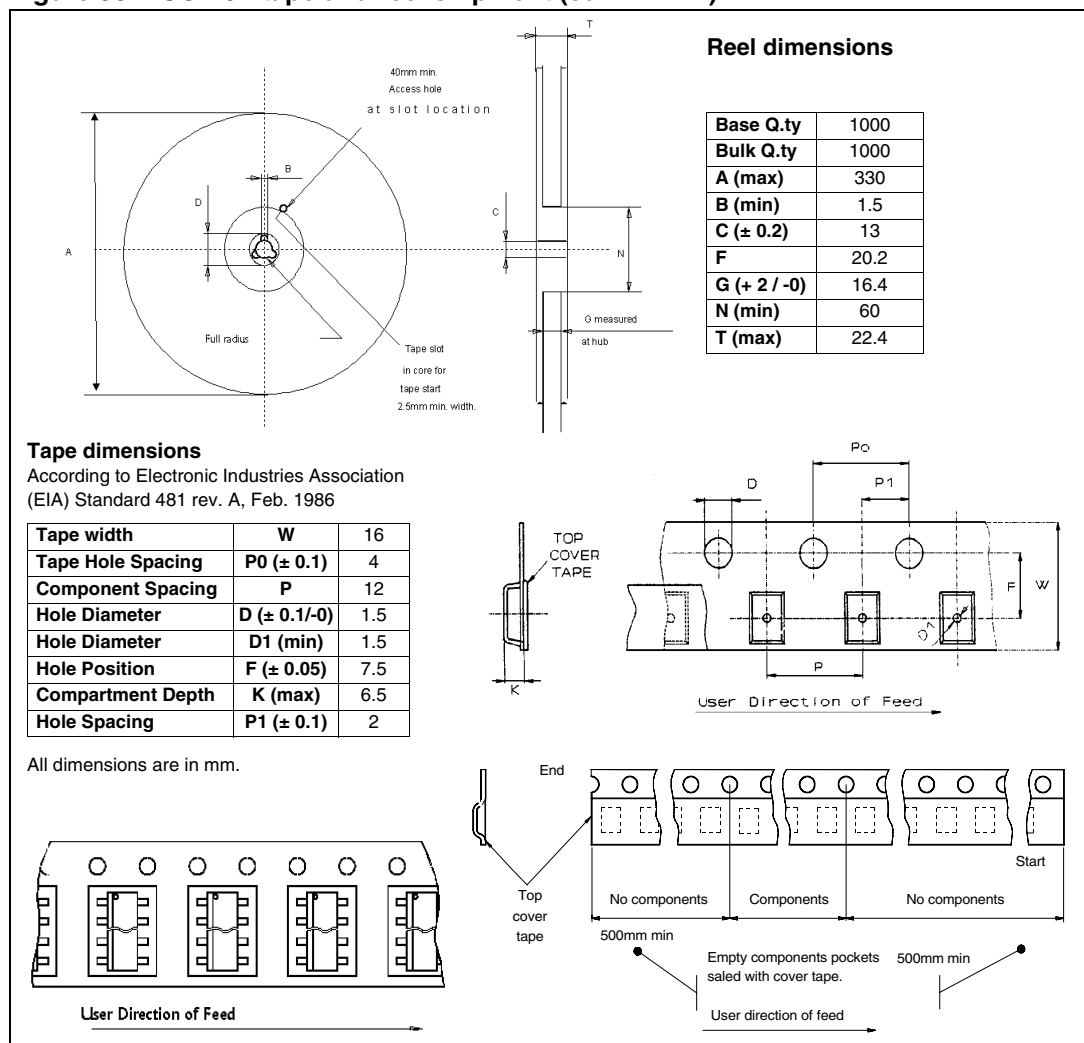 T
Reel dimensions
40mm min.
Access hole
at slot location
B
D
C
A
N
G measured
at hub
Full radius
Tape slot
in core for
tape start
2.5mm min. width.
Base Q.ty 1000
Bulk Q.ty 1000
A (max) 330
B (min) 1.5
C (± 0.2) 13
F 20.2
G (+ 2 / -0) 16.4
N (min) 60
T (max) 22.4
Tape dimensions
According to Electronic Industries Association
(EIA) Standard 481 rev. A, Feb. 1986
Tape width W 16
Tape Hole Spacing P0 (± 0.1) 4
Component Spacing P 12
Hole Diameter D (± 0.1/-0) 1.5
Hole Diameter D1 (min) 1.5
Hole Position F (± 0.05) 7.5
Compartment Depth K (max) 6.5
Hole Spacing P1 (± 0.1) 2
All dimensions are in mm.
Po
D
P1
TOP
COVER
TAPE
F
W
D1
K
P
User Direction of Feed
End
Start
Top
cover
tape
No components
Components
No components
500mm min
Empty components pockets
saled with cover tape.
500mm min
User direction of feed
User Direction of Feed